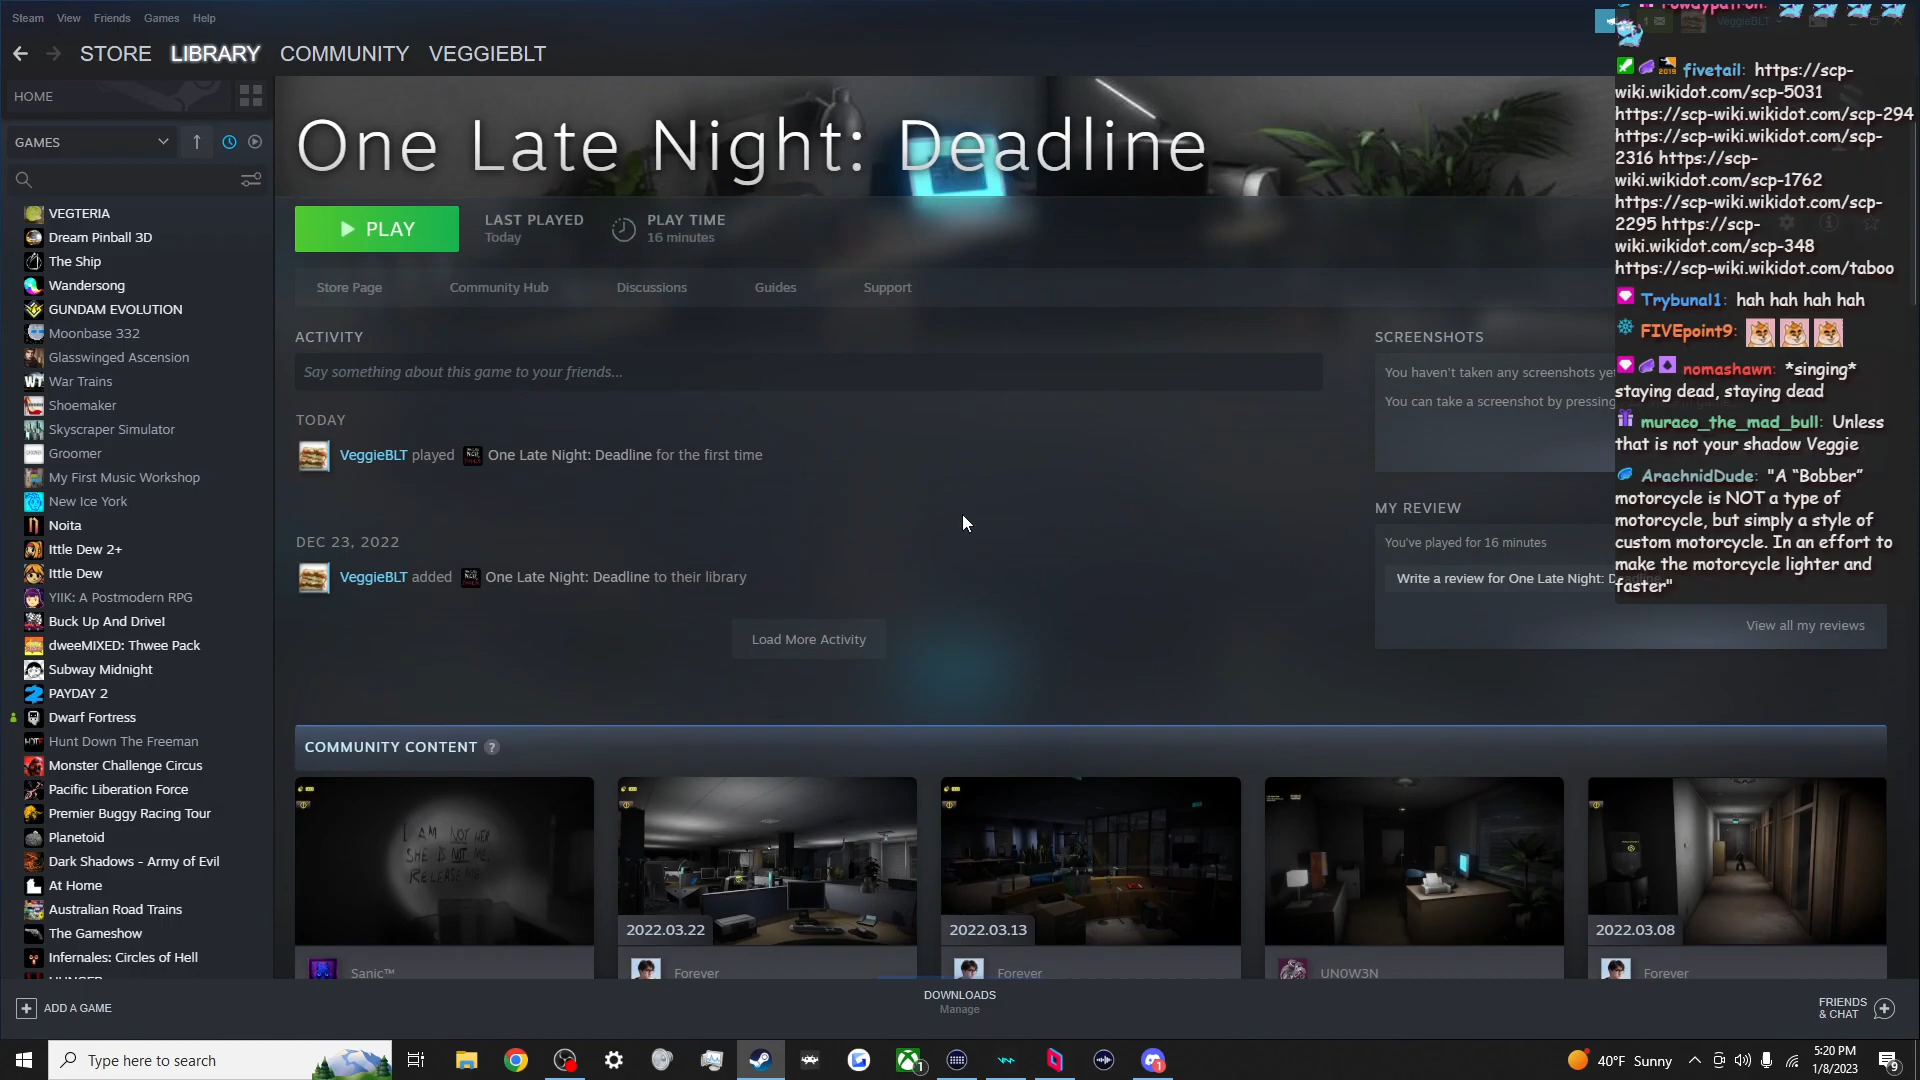 Steam View Friends Games Help
STORE LIBRARY COMMUNITY VEGGIEBLT
HOME
GAMES
VEGTERIA
Dream Pinball 3D
The Ship
Wandersong
GUNDAM EVOLUTION
Moonbase 332
Glasswinged Ascension
War Trains
Shoemaker
Skyscraper Simulator
Groomer
My First Music Workshop
New Ice York
Noita
Ittle Dew 2+
Ittle Dew
YIIK: A Postmodern RPG
Buck Up And Drive!
dweeMIXED: Thwee Pack
Subway Midnight
PAYDAY 2
Dwarf Fortress
Hunt Down The Freeman
Monster Challenge Circus
Pacific Liberation Force
Premier Buggy Racing Tour
Planetoid
Dark Shadows - Army of Evil
At Home
Australian Road Trains
The Gameshow
Infernales: Circles of Hell
ADD A GAME
One Late Night: Deadline
PLAY
LAST PLAYED
Today
PLAY TIME
16 minutes
Store Page Community Hub Discussions Guides Support
ACTIVITY
Say something about this game to your friends...
TODAY
VeggieBLT played One Late Night: Deadline for the first time
DEC 23, 2022
VeggieBLT added One Late Night: Deadline to their library
Load More Activity
SCREENSHOTS
You haven't taken any screenshots
You can take a screenshot by pressing
MY REVIEW
You've played for 16 minutes
Write a review for One Late Night:
View all my reviews
COMMUNITY CONTENT ?
I AM NOT HER
SHE IS NOT ME
RELEASE ME
2022.03.22
2022.03.13
2022.03.08
Sanic™
Forever
Forever
UN0W3N
Forever
DOWNLOADS
Manage
FRIENDS
& CHAT
fivetail: https://scp-
wiki.wikidot.com/scp-5031
https://scp-wiki.wikidot.com/scp-294
https://scp-wiki.wikidot.com/scp-
2316 https://scp-
wiki.wikidot.com/scp-1762
https://scp-wiki.wikidot.com/scp-
2295 https://scp-
wiki.wikidot.com/scp-348
https://scp-wiki.wikidot.com/taboo
Trybunal1: hah hah hah hah
FIVEpoint9:
nomashawn: *singing*
staying dead, staying dead
muraco_the_mad_bull: Unless
that is not your shadow Veggie
ArachnidDude: "A “Bobber”
motorcycle is NOT a type of
motorcycle, but simply a style of
custom motorcycle. In an effort to
make the motorcycle lighter and
faster"
Type here to search
40°F Sunny
5:20 PM
1/8/2023